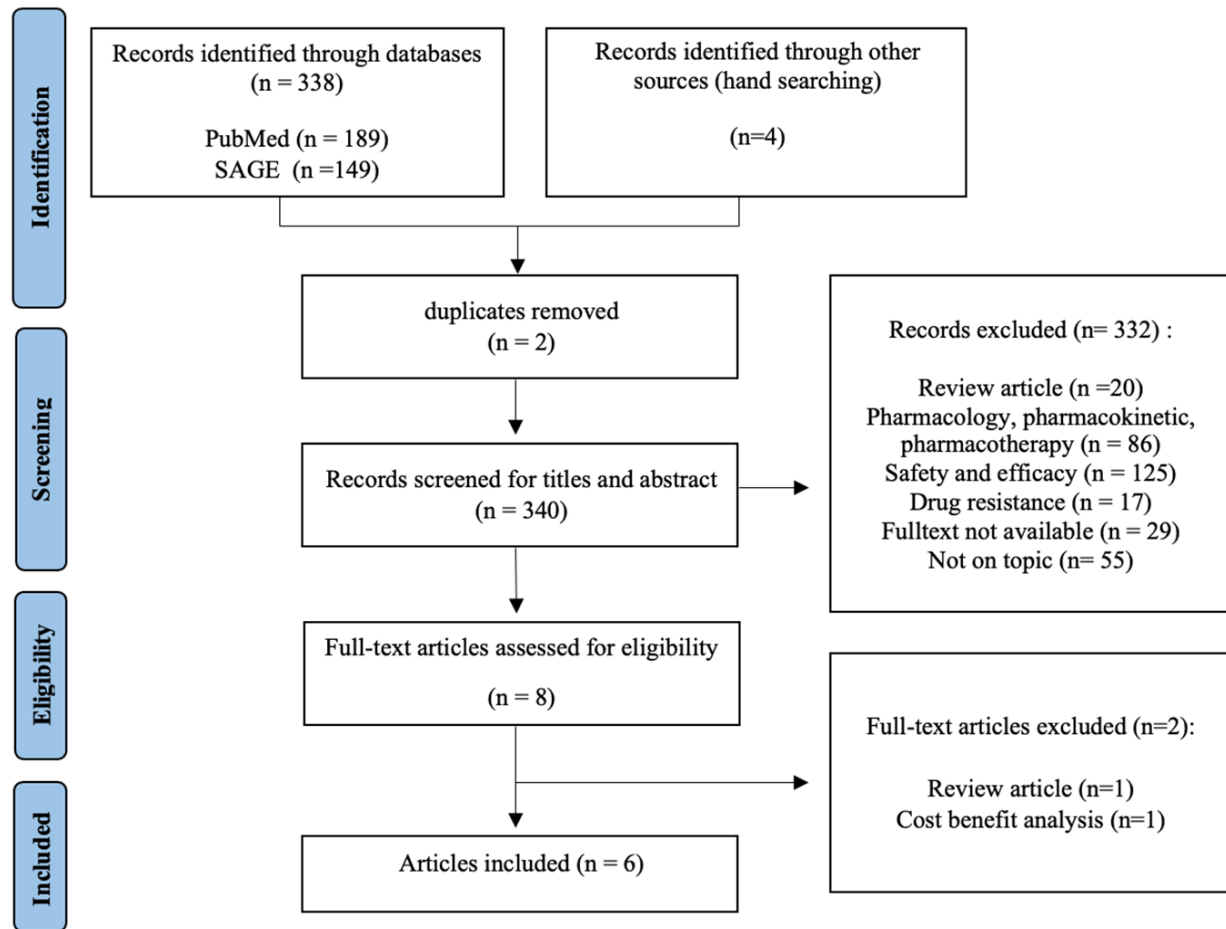 Identification
Records identified through databases
(n = 338)
PubMed (n = 189)
SAGE (n =149)
Records identified through other
sources (hand searching)
(n=4)
duplicates removed
(n = 2)
Screening
Records screened for titles and abstract
(n = 340)
Records excluded (n= 332) :
Review article (n =20)
Pharmacology, pharmacokinetic,
pharmacotherapy (n = 86)
Safety and efficacy (n = 125)
Drug resistance (n = 17)
Fulltext not available (n = 29)
Not on topic (n= 55)
Eligibility
Full-text articles assessed for eligibility
(n = 8)
Full-text articles excluded (n=2):
Review article (n=1)
Cost benefit analysis (n=1)
Included
Articles included (n = 6)